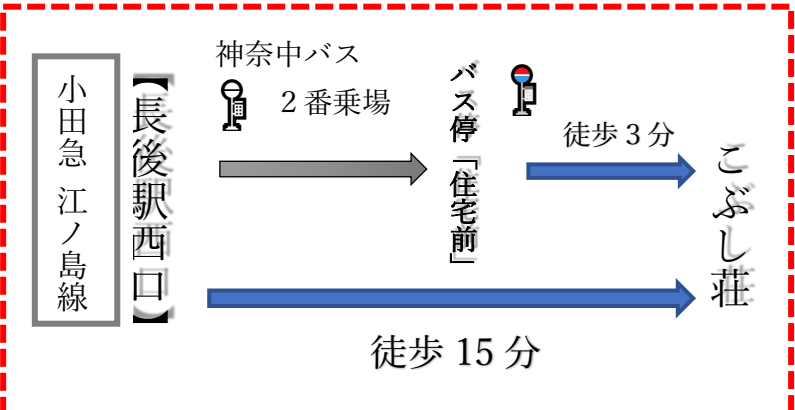 小田急 江ノ島線
【長後駅西口】
神奈中バス
２番乗場
バス停「住宅前」
徒歩３分
こぶし荘
徒歩 15 分